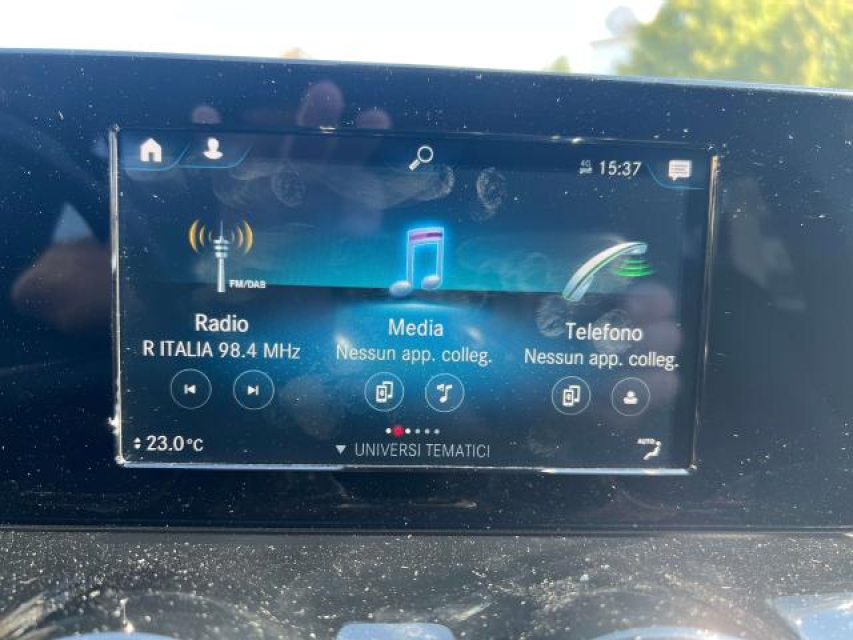 4G
15:37
FM/DAB
Radio
R ITALIA 98.4 MHz
Media
Nessun app. colleg.
Telefono
Nessun app. colleg.
23.0°C
UNIVERSI TEMATICI
AUTO